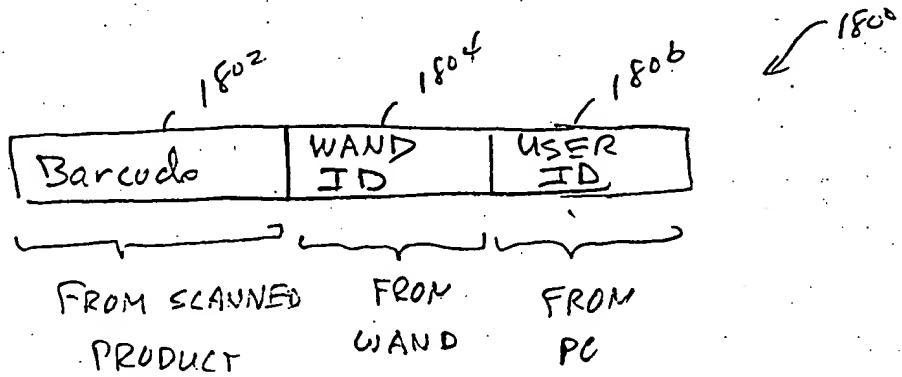 1800
1802 1804 1806
Barcode WAND USER
ID ID
FROM SCANNED FROM FROM
PRODUCT WAND PC